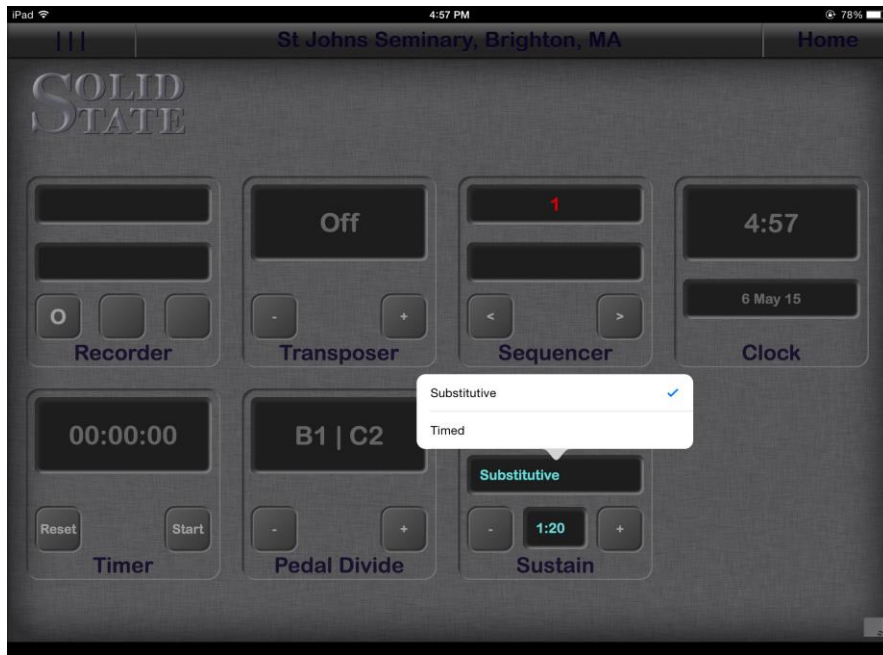 iPad 4:57 PM 78%
||| St Johns Seminary, Brighton, MA Home
SOLID
STATE
Off
1
4:57
6 May 15
O
- +
< >
Recorder
Transposer
Sequencer
Clock
Substitutive
Timed
00:00:00
B1 | C2
Substitutive
Reset Start
- +
- 1:20 +
Timer
Pedal Divide
Sustain